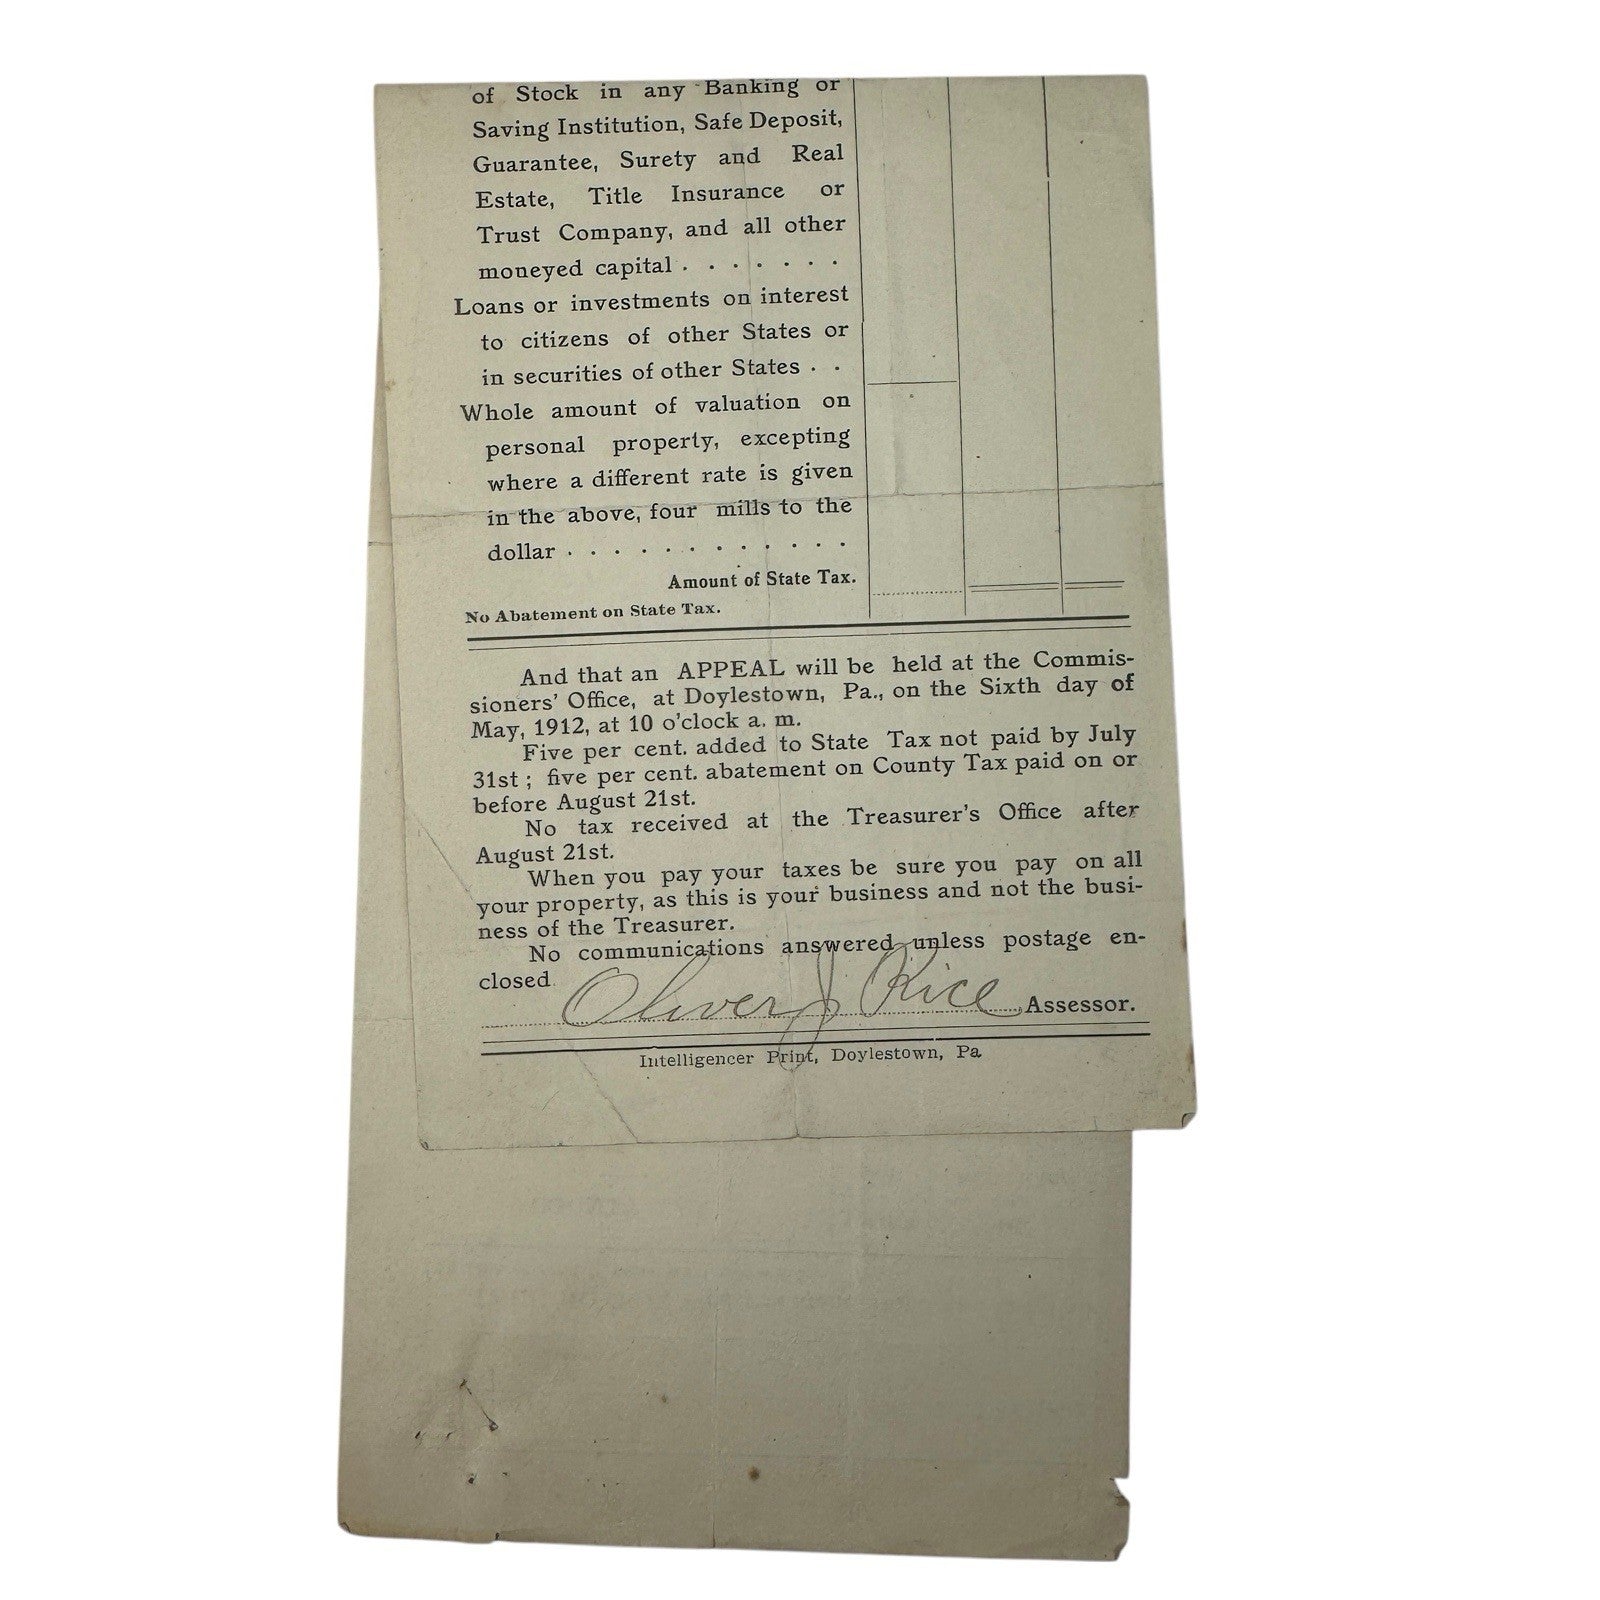 of Stock in any Banking or
Saving Institution, Safe Deposit,
Guarantee, Surety and Real
Estate, Title Insurance or
Trust Company, and all other
moneyed capital . . . . . . .
Loans or investments on interest
to citizens of other States or
in securities of other States . .
Whole amount of valuation on
personal property, excepting
where a different rate is given
in the above, four mills to the
dollar . . . . . . . . . . . .
Amount of State Tax.
No Abatement on State Tax.
And that an APPEAL will be held at the Commis-
sioners' Office, at Doylestown, Pa., on the Sixth day of
May, 1912, at 10 o'clock a. m.
Five per cent. added to State Tax not paid by July
31st ; five per cent. abatement on County Tax paid on or
before August 21st.
No tax received at the Treasurer's Office after
August 21st.
When you pay your taxes be sure you pay on all
your property, as this is your business and not the busi-
ness of the Treasurer.
No communications answered unless postage en-
closed.
Oliver J Rice Assessor.
Intelligencer Print, Doylestown, Pa